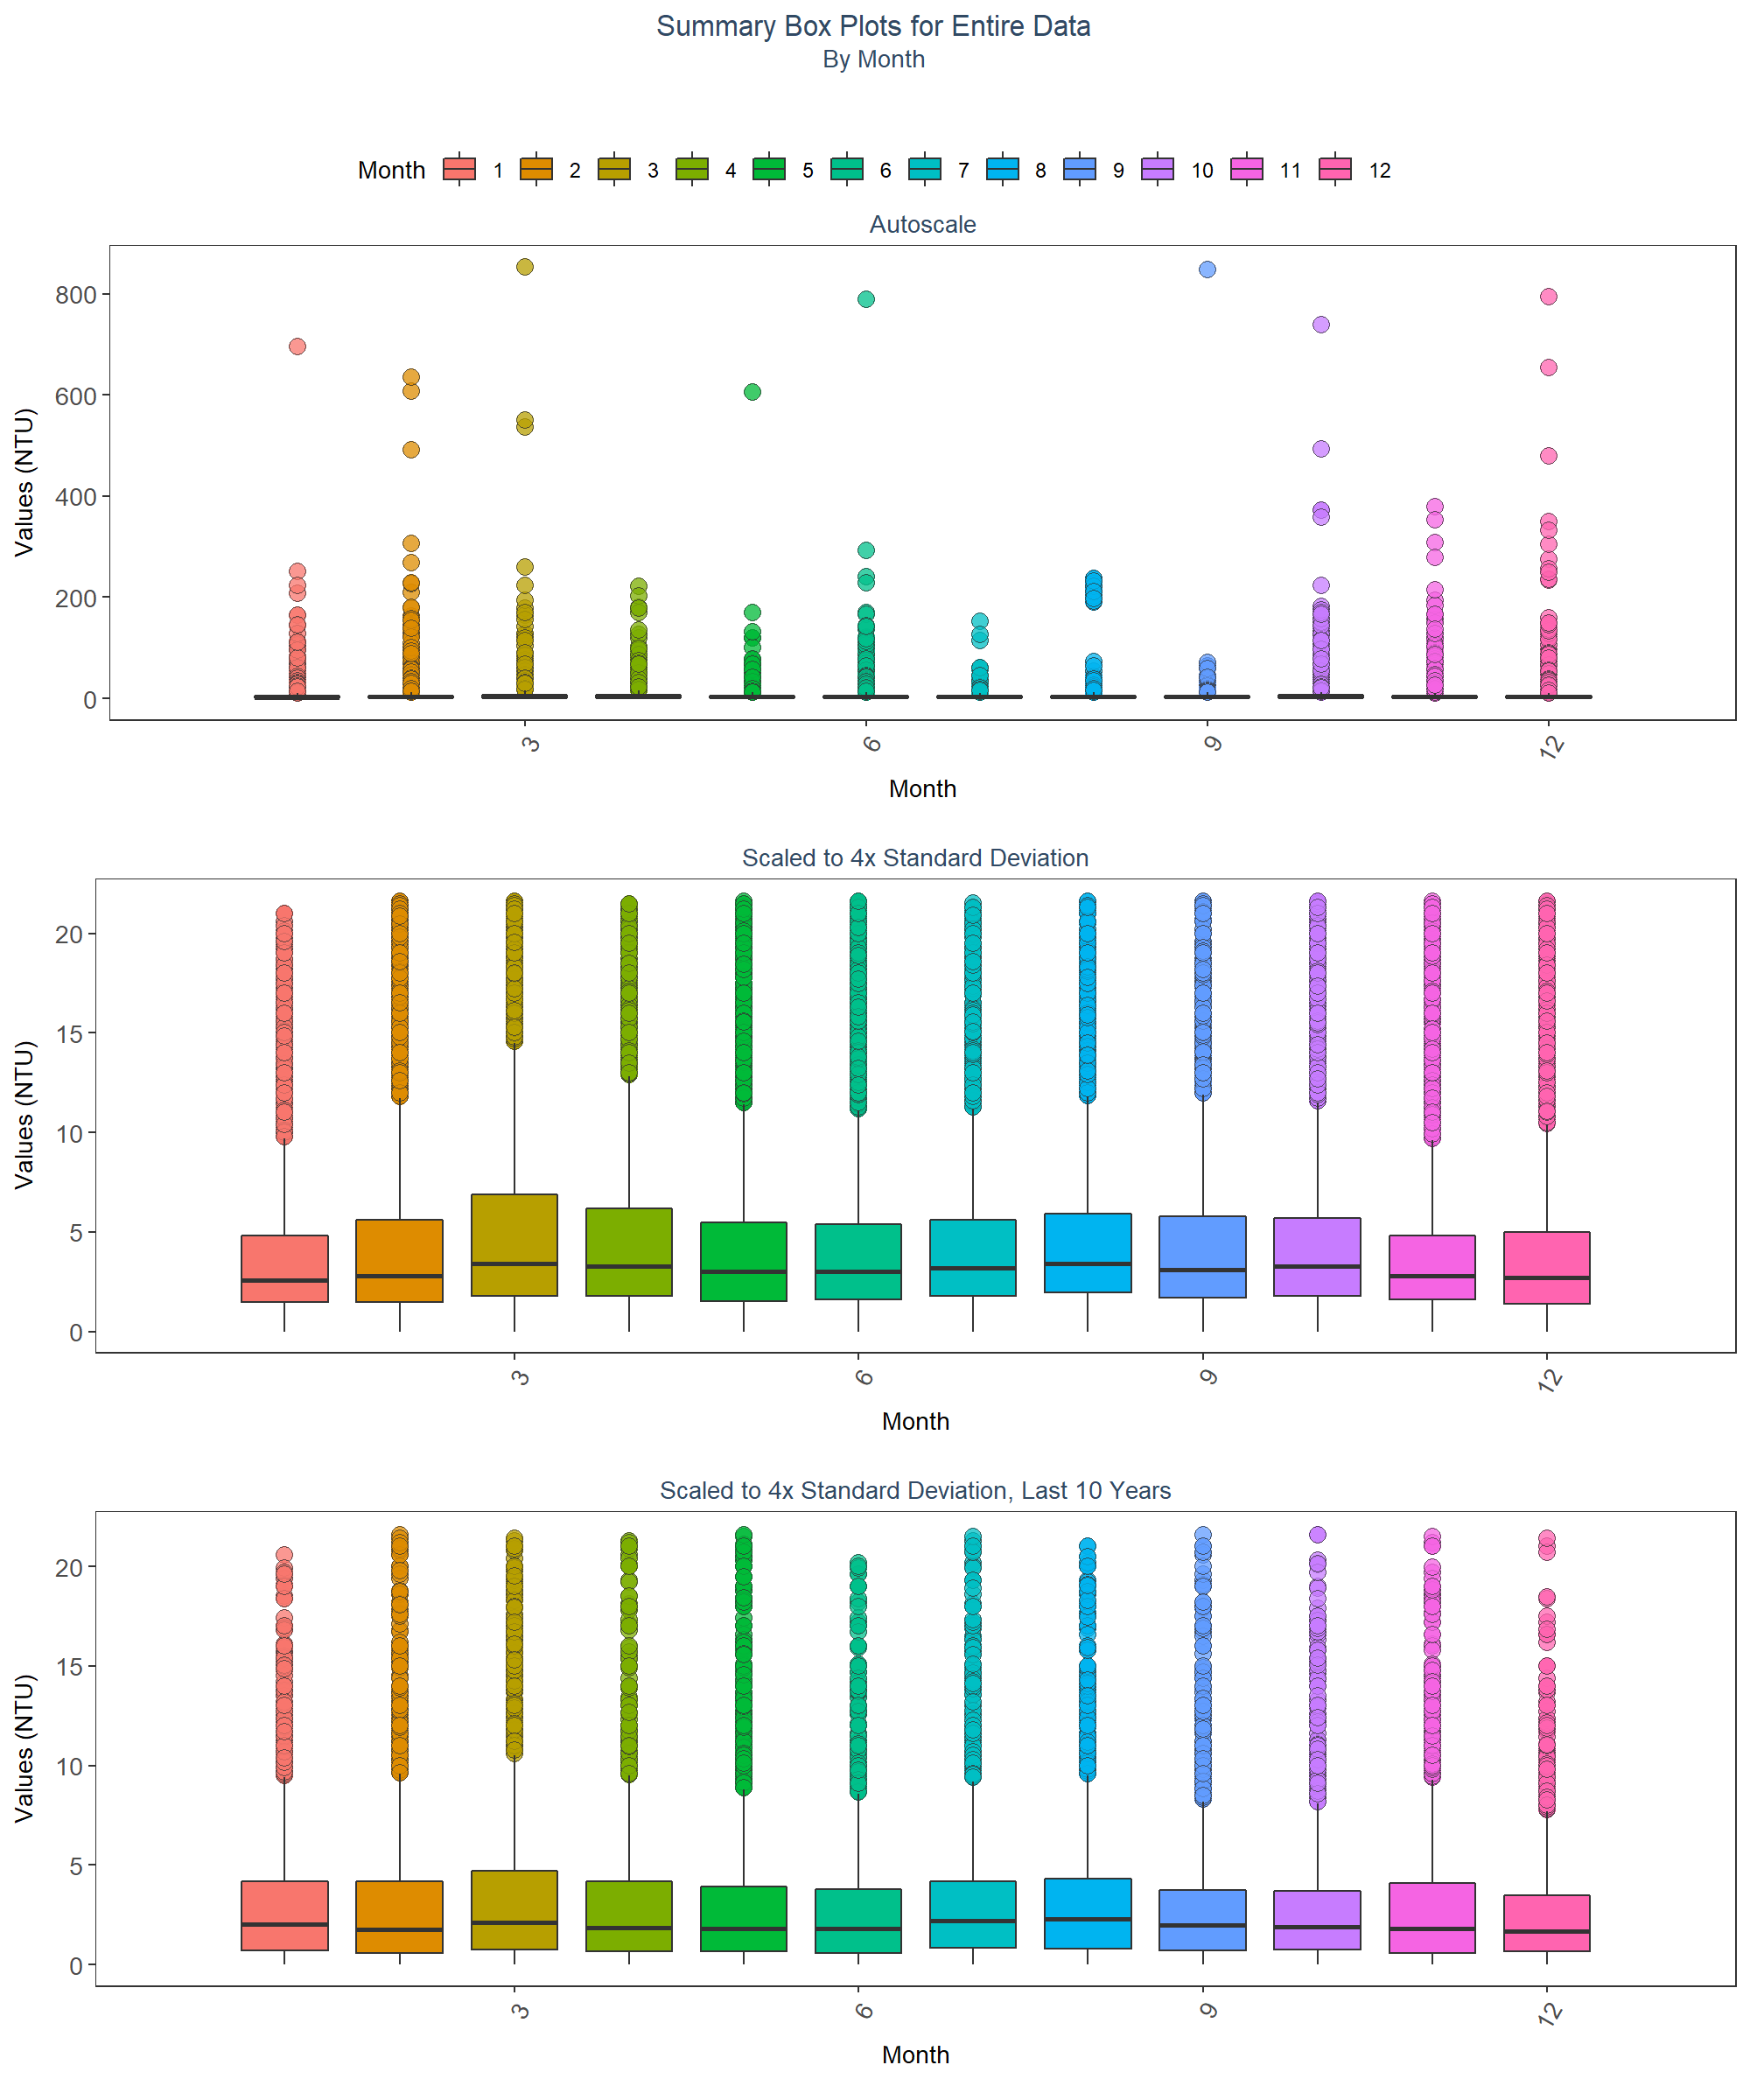 Summary Box Plots for Entire Data
By Month
Month 1 2 3 4 5 6 7 8 9 10 11 12
Autoscale
Values (NTU)
800
600
400
200
0
3 6 9 12
Month
Scaled to 4x Standard Deviation
Values (NTU)
20
15
10
5
0
3 6 9 12
Month
Scaled to 4x Standard Deviation, Last 10 Years
Values (NTU)
20
15
10
5
0
3 6 9 12
Month